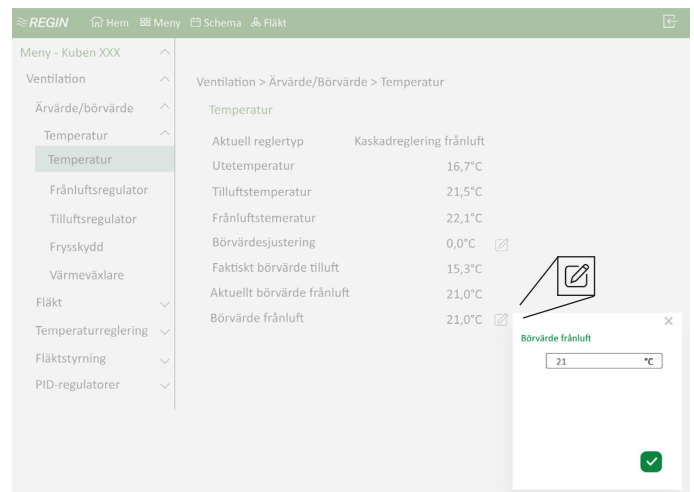 REGIN Hem Meny Schema Fläkt
Meny - Kuben XXX
Ventilation
Ärvärde/börvärde
Temperatur
Temperatur
Frånluftsregulator
Tilluftsregulator
Frysskydd
Värmeväxlare
Fläkt
Temperaturreglering
Fläktstyrning
PID-regulatorer
Ventilation > Ärvärde/Börvärde > Temperatur
Temperatur
Aktuell reglertyp Kaskadreglering frånluft
Utetemperatur 16,7°C
Tilluftstemperatur 21,5°C
Frånluftstemeratur 22,1°C
Börvärdesjustering 0,0°C
Faktiskt börvärde tilluft 15,3°C
Aktuellt börvärde frånluft 21,0°C
Börvärde frånluft 21,0°C
Börvärde frånluft
21 °C